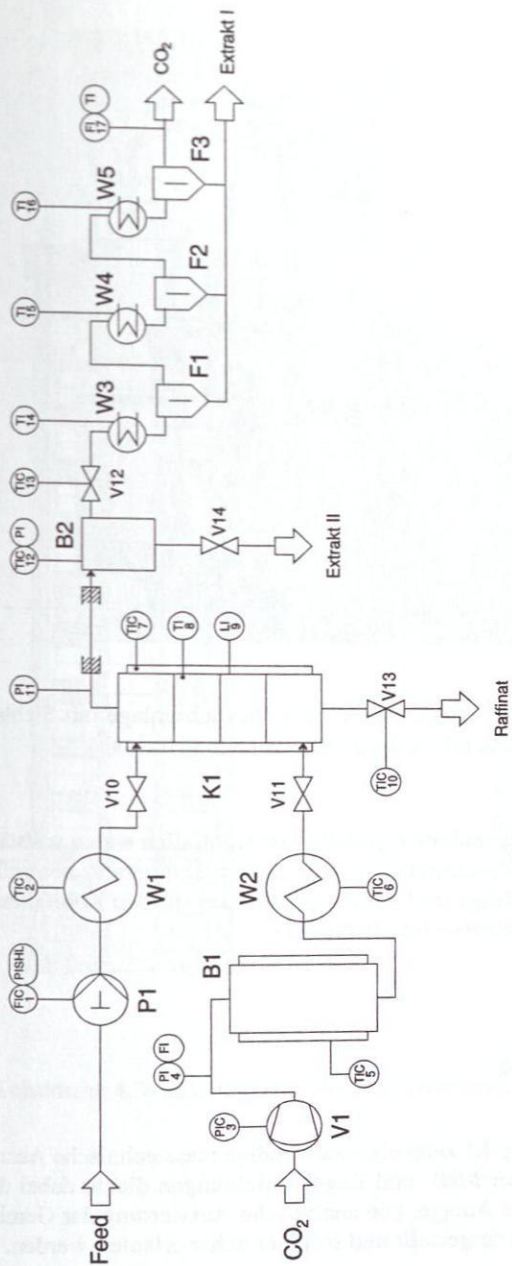 Feed
FIC
1
PISHL
P1
TIC
2
W1
V10
CO₂
PIC
3
V1
PI
4
FI
B1
TIC
5
W2
TIC
6
V11
K1
TIC
7
TI
8
LI
9
TIC
10
V13
Raffinat
PI
11
TIC
12
PI
B2
V14
Extrakt II
TIC
13
V12
TI
14
W3
F1
TI
15
W4
F2
TI
16
W5
F3
FI
17
TI
CO₂
Extrakt I